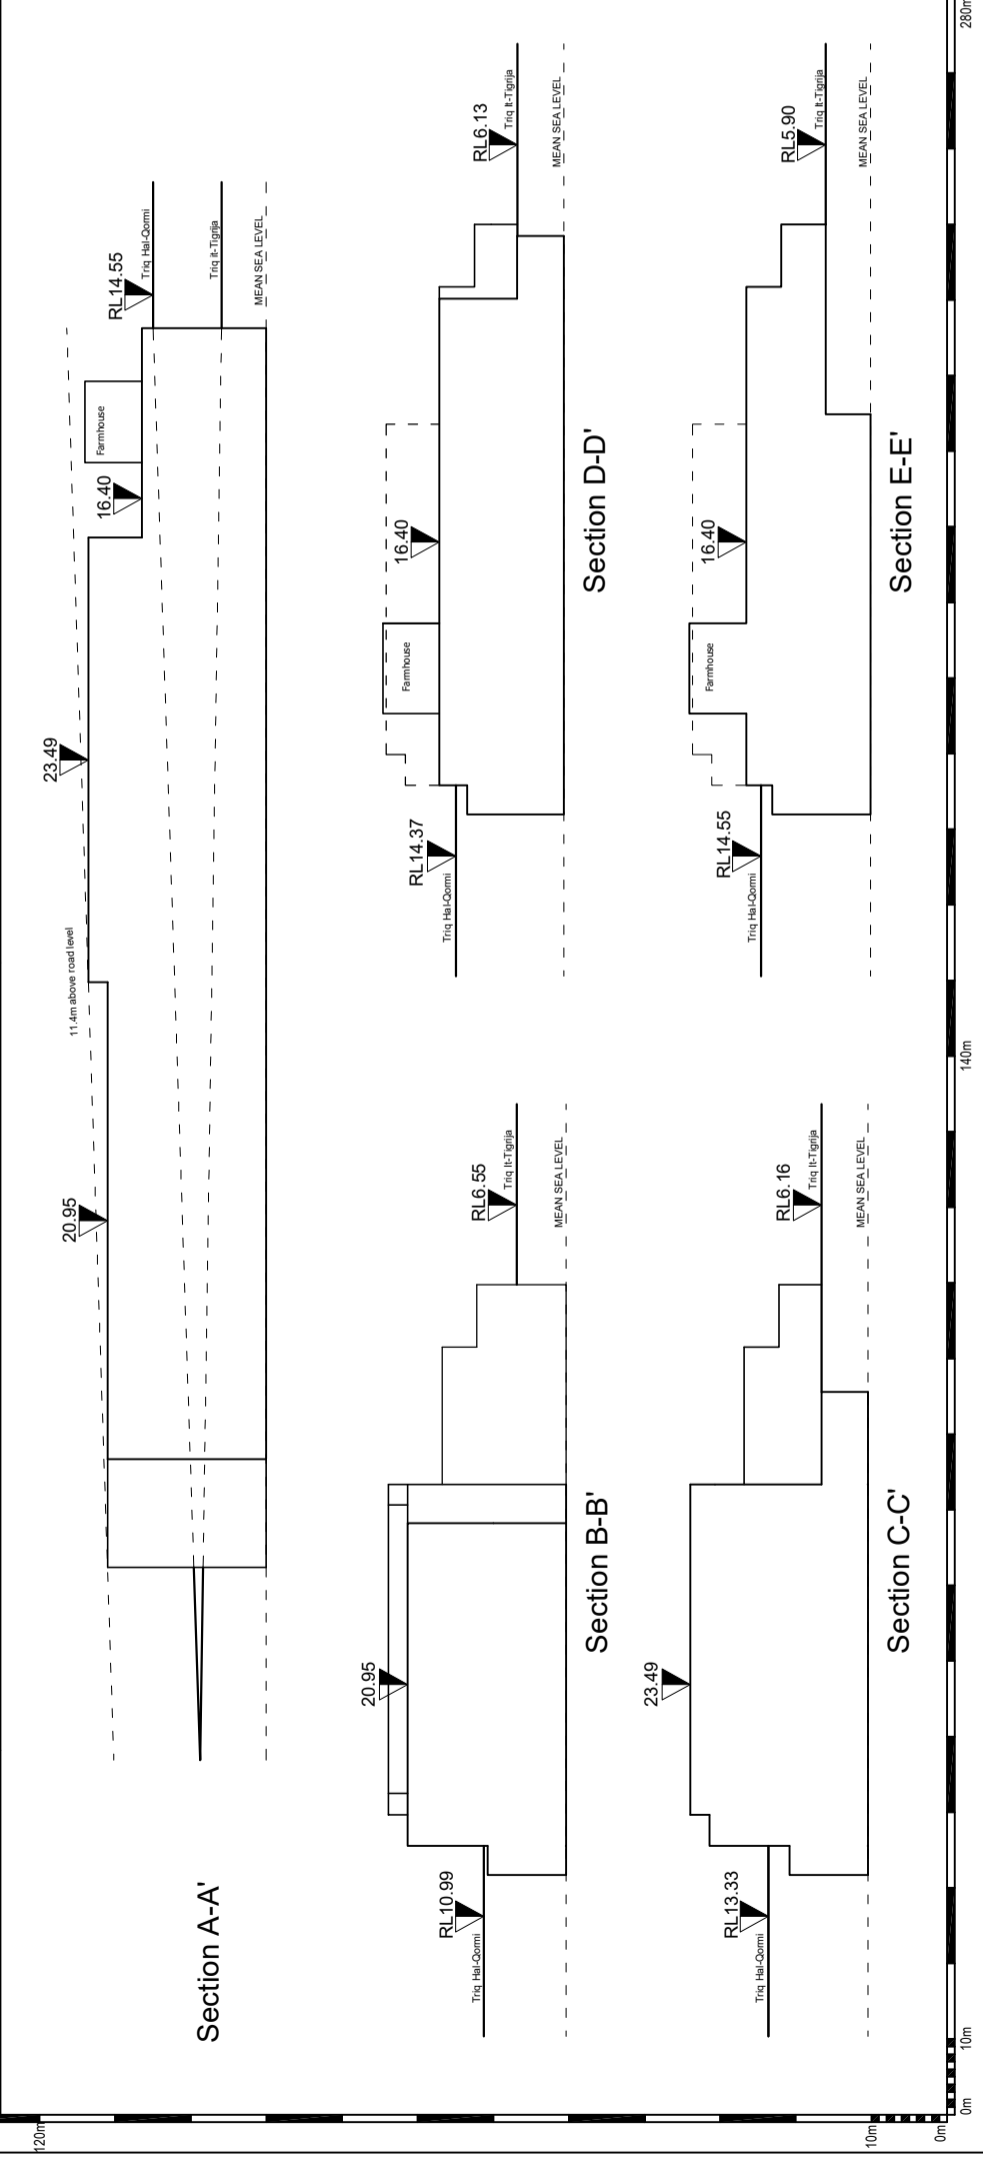 Section A-A'
20.95
11.4m above road level
23.49
16.40
Farmhouse
RL14.55
Triq Hal-Qormi
Triq it-Tigrija
MEAN SEA LEVEL
RL10.99
Triq Hal-Qormi
20.95
RL6.55
Triq It-Tigrija
MEAN SEA LEVEL
Section B-B'
RL14.37
Triq Hal-Qormi
Farmhouse
16.40
RL6.13
Triq It-Tigrija
MEAN SEA LEVEL
Section D-D'
RL13.33
Triq Hal-Qormi
23.49
RL6.16
Triq It-Tigrija
MEAN SEA LEVEL
Section C-C'
RL14.55
Triq Hal-Qormi
Farmhouse
16.40
RL5.90
Triq It-Tigrija
MEAN SEA LEVEL
Section E-E'
120m
10m
0m
0m
10m
140m
280m